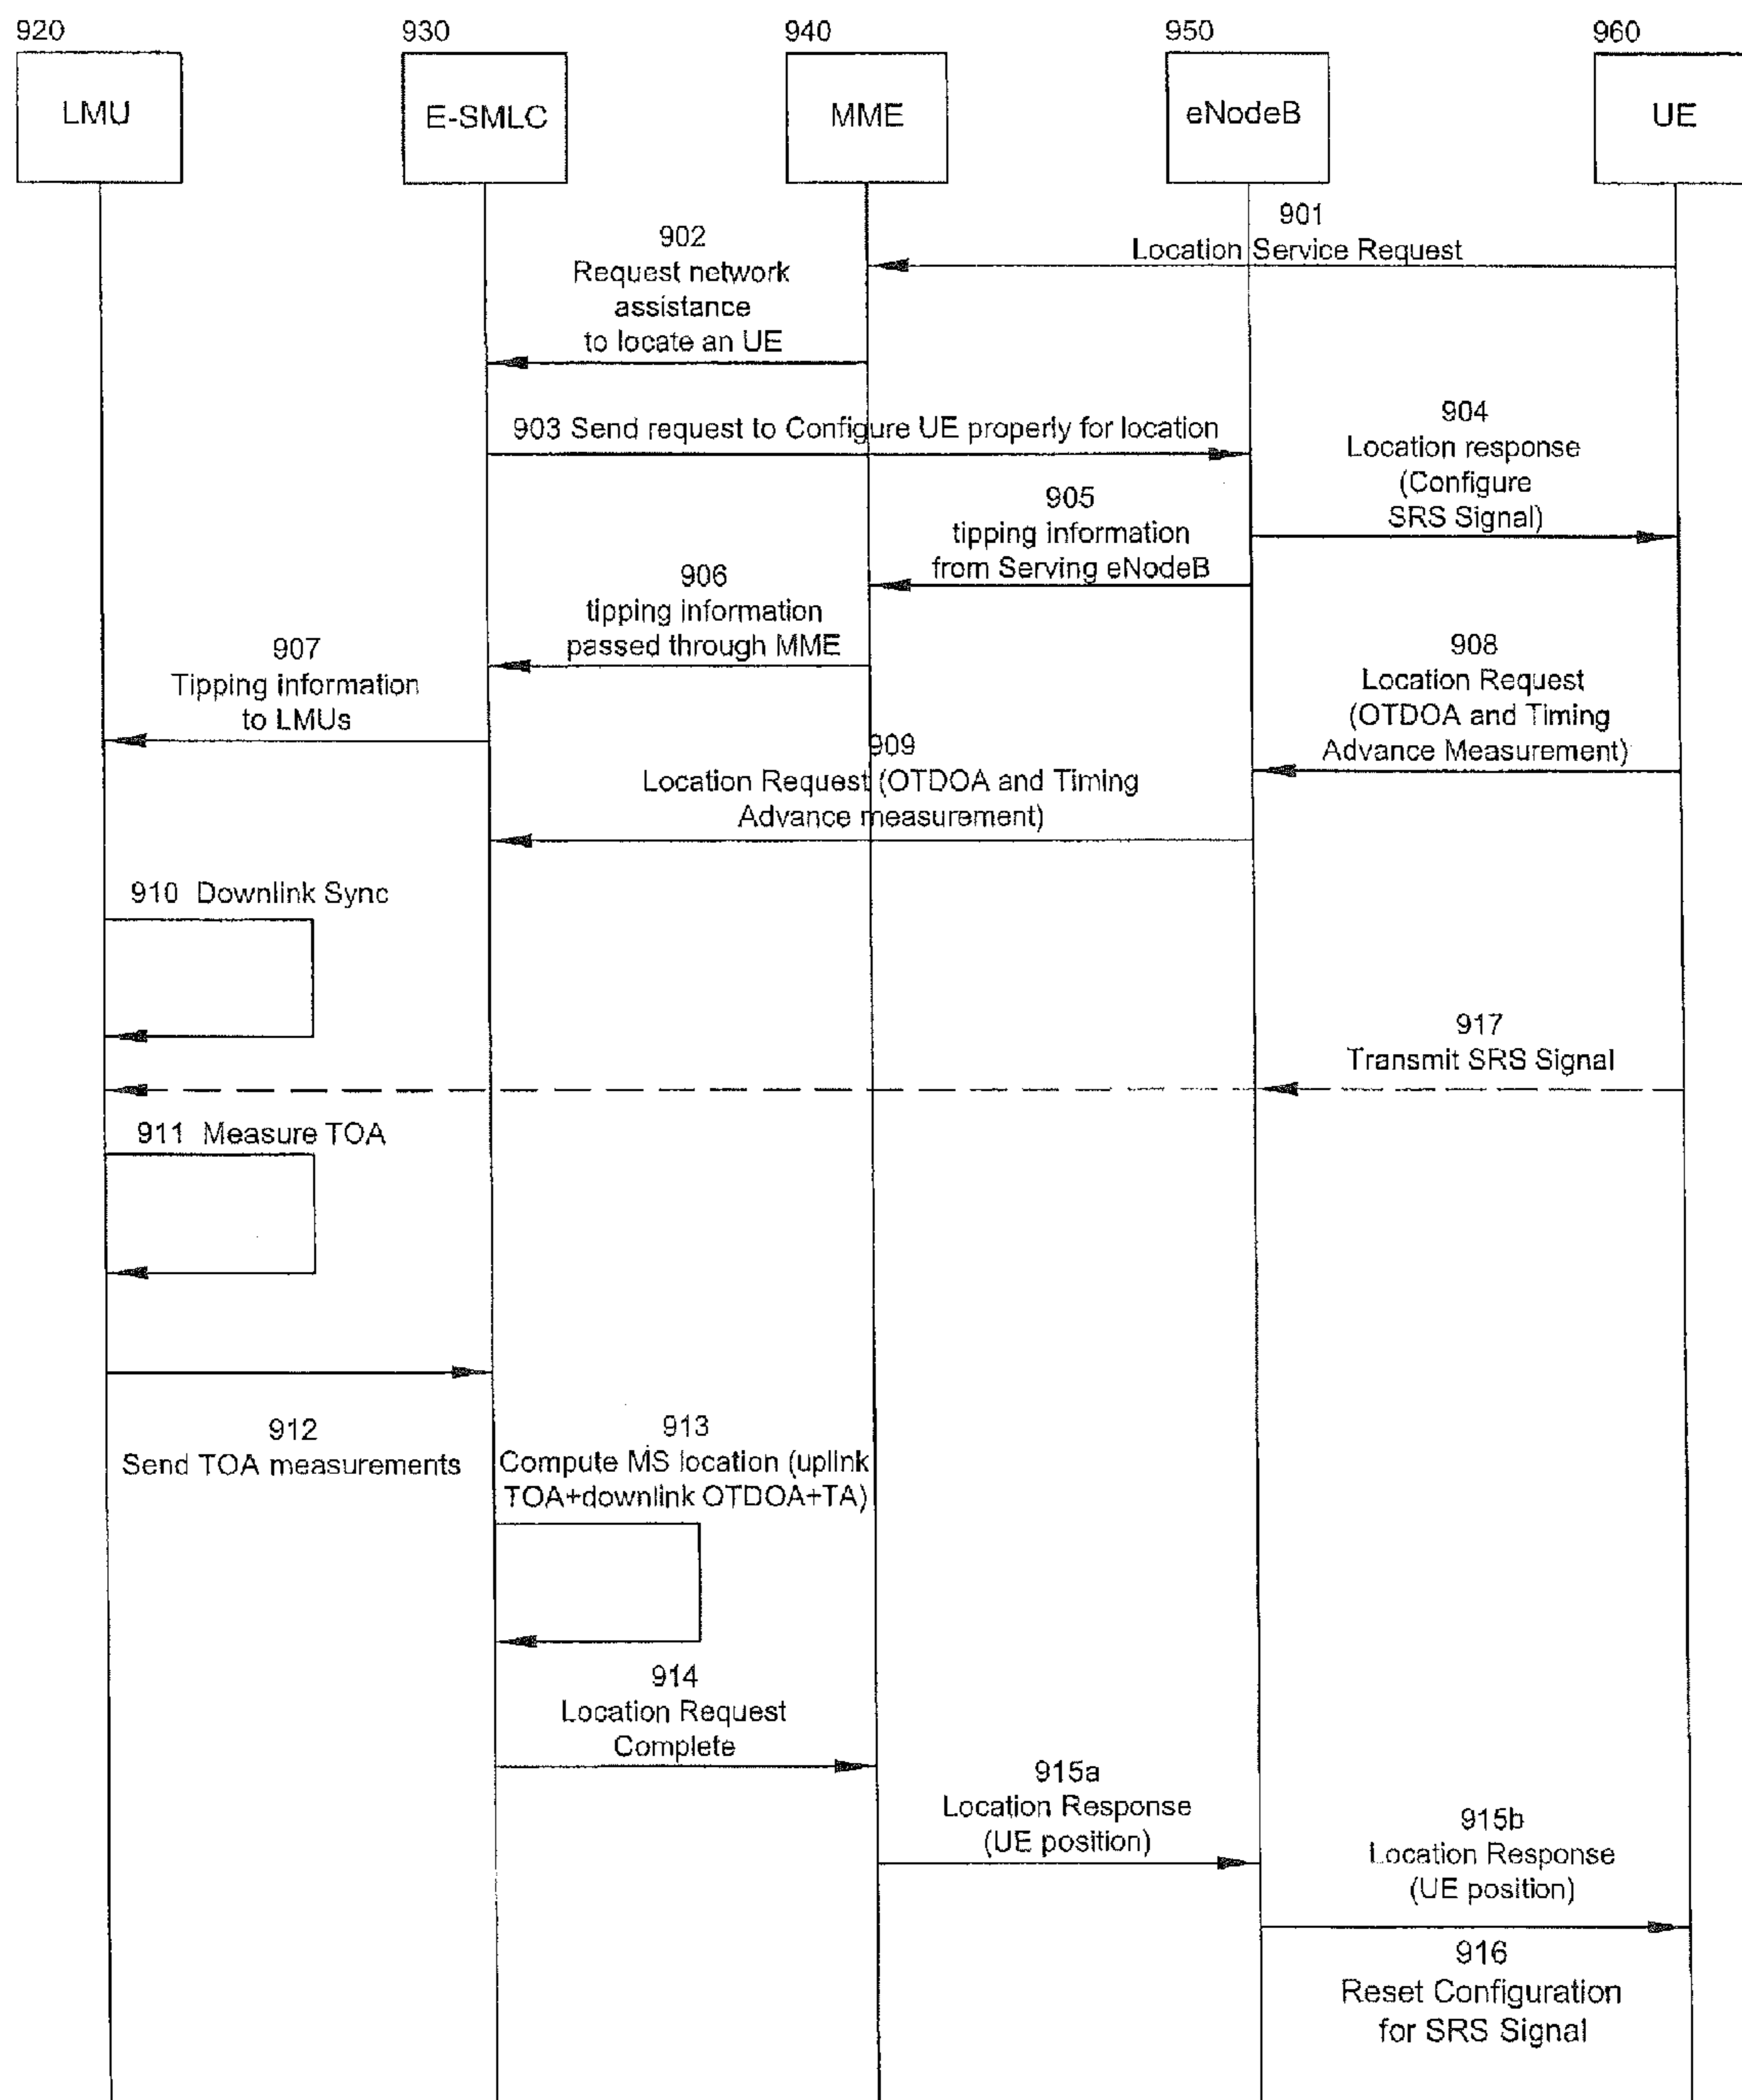 920
930
940
950
960
LMU
E-SMLC
MME
eNodeB
UE
901
Location Service Request
902
Request network
assistance
to locate an UE
903 Send request to Configure UE properly for location
904
Location response
(Configure
SRS Signal)
905
tipping information
from Serving eNodeB
906
tipping information
passed through MME
907
Tipping information
to LMUs
908
Location Request
(OTDOA and Timing
Advance Measurement)
909
Location Request (OTDOA and Timing
Advance measurement)
910 Downlink Sync
917
Transmit SRS Signal
911 Measure TOA
912
Send TOA measurements
913
Compute MS location (uplink
TOA+downlink OTDOA+TA)
914
Location Request
Complete
915a
Location Response
(UE position)
915b
Location Response
(UE position)
916
Reset Configuration
for SRS Signal